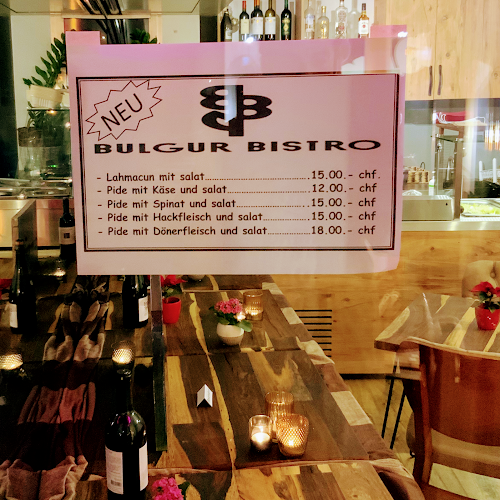 NEU
BULGUR BISTRO
- Lahmacun mit salat.................................15.00.- chf.
- Pide mit Käse und salat..........................12.00.- chf
- Pide mit Spinat und salat.......................15.00.- chf
- Pide mit Hackfleisch und salat..............15.00.- chf
- Pide mit Dönerfleisch und salat..............18.00.- chf